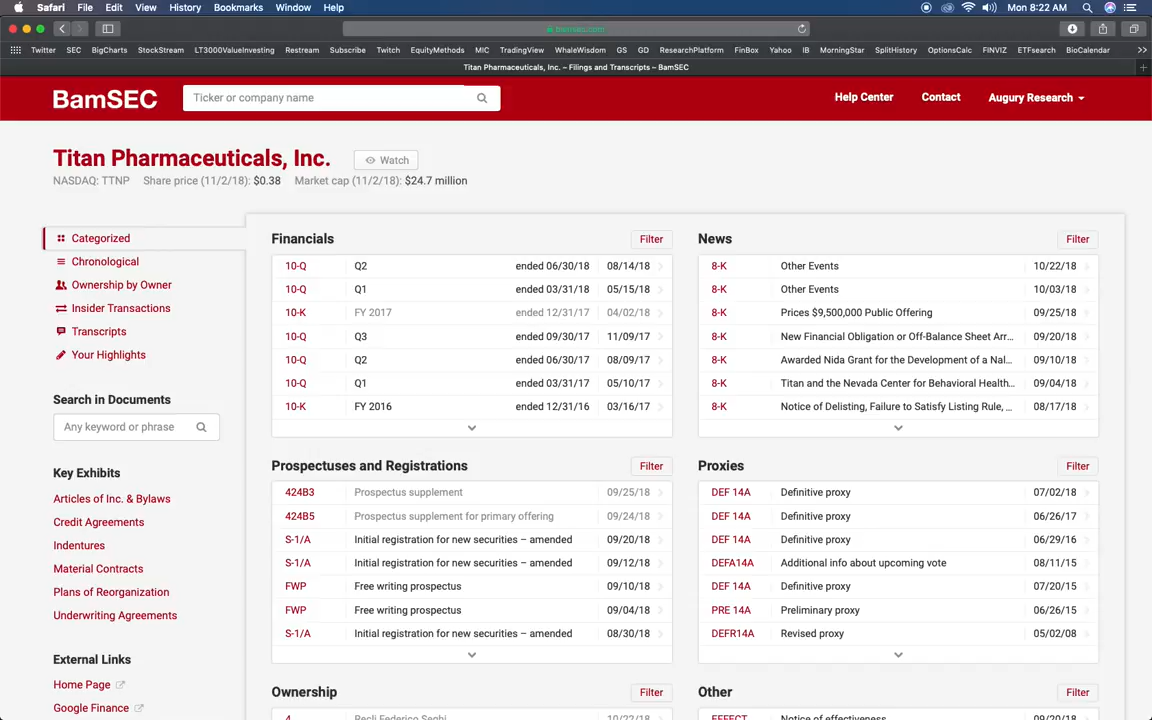 Safari File Edit View History Bookmarks Window Help Mon 8:22 AM
Twitter SEC BigCharts StockStream LT3000ValueInvesting Restream Subscribe Twitch EquityMethods MIC TradingView WhaleWisdom GS GD ResearchPlatform FinBox Yahoo IB MorningStar SplitHistory OptionsCalc FINVIZ ETFsearch BioCalendar
Titan Pharmaceuticals, Inc. – Filings and Transcripts – BamSEC
BamSEC Ticker or company name Help Center Contact Augury Research
Titan Pharmaceuticals, Inc. Watch
NASDAQ: TTNP Share price (11/2/18): $0.38 Market cap (11/2/18): $24.7 million
Categorized
Chronological
Ownership by Owner
Insider Transactions
Transcripts
Your Highlights
Search in Documents
Any keyword or phrase
Key Exhibits
Articles of Inc. & Bylaws
Credit Agreements
Indentures
Material Contracts
Plans of Reorganization
Underwriting Agreements
External Links
Home Page
Google Finance
Financials Filter
10-Q Q2 ended 06/30/18 08/14/18
10-Q Q1 ended 03/31/18 05/15/18
10-K FY 2017 ended 12/31/17 04/02/18
10-Q Q3 ended 09/30/17 11/09/17
10-Q Q2 ended 06/30/17 08/09/17
10-Q Q1 ended 03/31/17 05/10/17
10-K FY 2016 ended 12/31/16 03/16/17
News Filter
8-K Other Events 10/22/18
8-K Other Events 10/03/18
8-K Prices $9,500,000 Public Offering 09/25/18
8-K New Financial Obligation or Off-Balance Sheet Arr... 09/20/18
8-K Awarded Nida Grant for the Development of a Nal... 09/10/18
8-K Titan and the Nevada Center for Behavioral Health... 09/04/18
8-K Notice of Delisting, Failure to Satisfy Listing Rule, ... 08/17/18
Prospectuses and Registrations Filter
424B3 Prospectus supplement 09/25/18
424B5 Prospectus supplement for primary offering 09/24/18
S-1/A Initial registration for new securities – amended 09/20/18
S-1/A Initial registration for new securities – amended 09/12/18
FWP Free writing prospectus 09/10/18
FWP Free writing prospectus 09/04/18
S-1/A Initial registration for new securities – amended 08/30/18
Proxies Filter
DEF 14A Definitive proxy 07/02/18
DEF 14A Definitive proxy 06/26/17
DEF 14A Definitive proxy 06/29/16
DEFA14A Additional info about upcoming vote 08/11/15
DEF 14A Definitive proxy 07/20/15
PRE 14A Preliminary proxy 06/26/15
DEFR14A Revised proxy 05/02/08
Ownership Filter
4 Recli Federico Seghi 10/22/18
Other Filter
EFFECT Notice of effectiveness 09/20/18